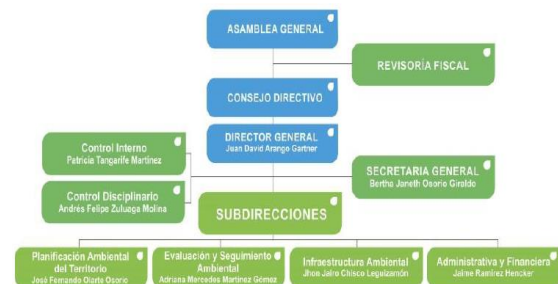 ASAMBLEA GENERAL
REVISORÍA FISCAL
CONSEJO DIRECTIVO
DIRECTOR GENERAL
Juan David Arango Gartner
Control Interno
Patricia Tangarife Martínez
SECRETARIA GENERAL
Bertha Janeth Osorio Giraldo
Control Disciplinario
Andrés Felipe Zuluaga Molina
SUBDIRECCIONES
Planificación Ambiental
del Territorio
José Fernando Olarte Osorio
Evaluación y Seguimiento
Ambiental
Adriana Mercedes Martínez Gómez
Infraestructura Ambiental
Jhon Jairo Chisco Leguizamón
Administrativa y Financiera
Jaime Ramírez Hencker